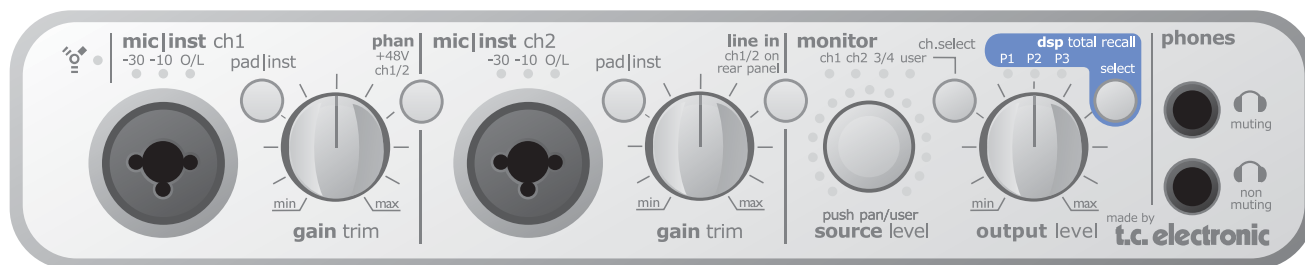 mic|inst ch1
-30 -10 O/L
pad|inst
phan
+48V
ch1/2
min
max
gain trim
mic|inst ch2
-30 -10 O/L
pad|inst
line in
ch1/2 on
rear panel
min
max
gain trim
monitor
ch1 ch2 3/4 user
ch.select
push pan/user
source level
dsp total recall
P1 P2 P3
select
min
max
output level
phones
muting
non
muting
made by
t.c. electronic